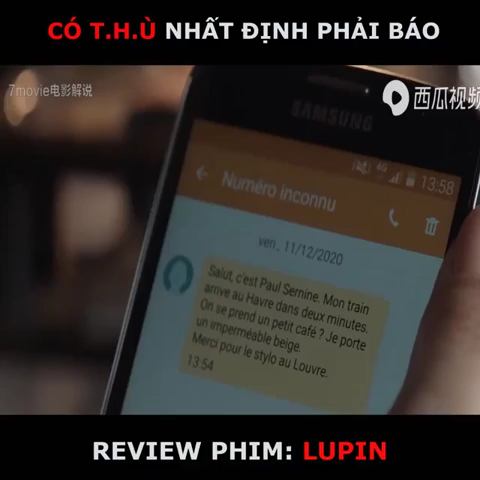 CÓ T.H.Ù NHẤT ĐỊNH PHẢI BÁO
7movie电影解说
西瓜视频
SAMSUNG
4G 13:58
Numéro inconnu
ven., 11/12/2020
Salut, c'est Paul Sernine. Mon train
arrive au Havre dans deux minutes.
On se prend un petit café ? Je porte
un imperméable beige.
Merci pour le stylo au Louvre.
13:54
REVIEW PHIM: LUPIN